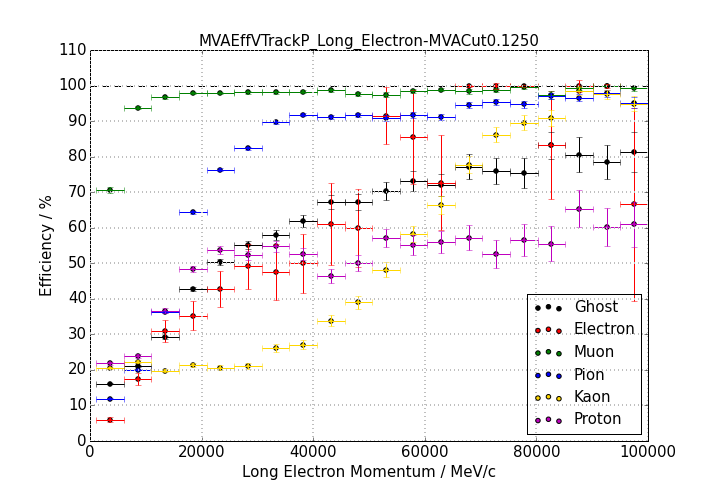 MVAEffVTrackP_Long_Electron-MVACut0.1250
110
100
90
80
70
60
50
40
30
20
10
0
Efficiency / %
Ghost
Electron
Muon
Pion
Kaon
Proton
0 20000 40000 60000 80000 100000
Long Electron Momentum / MeV/c